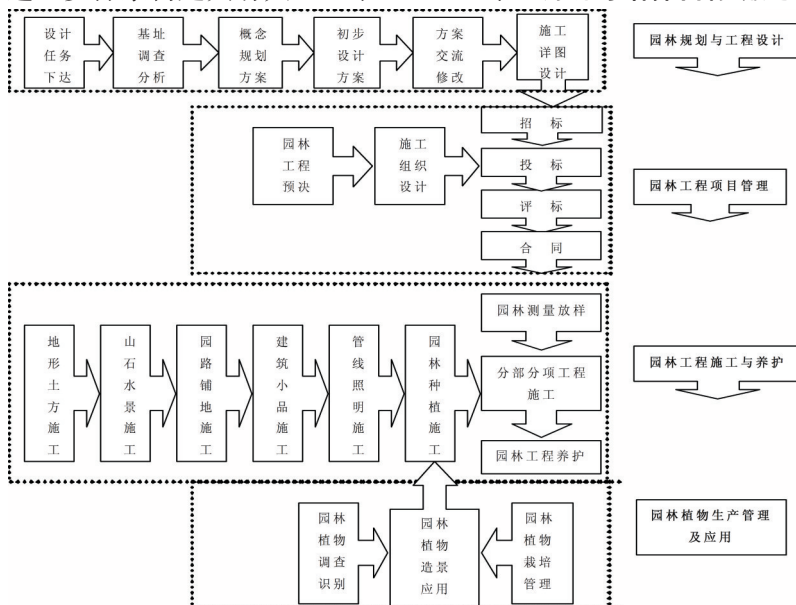 设计
任务
下达
基址
调查
分析
概念
规划
方案
初步
设计
方案
方案
交流
修改
施工
详图
设计
园林规划与工程设计
招 标
园林
工程
预决
施工
组织
设计
投 标
评 标
合 同
园林工程项目管理
园林测量放样
地形土方施工
山石水景施工
园路铺地施工
建筑小品施工
管线照明施工
园林种植施工
分部分项工程
施工
园林工程养护
园林工程施工与养护
园林
植物
调查
识别
园林
植物
造景
应用
园林
植物
栽培
管理
园林植物生产管理
及应用